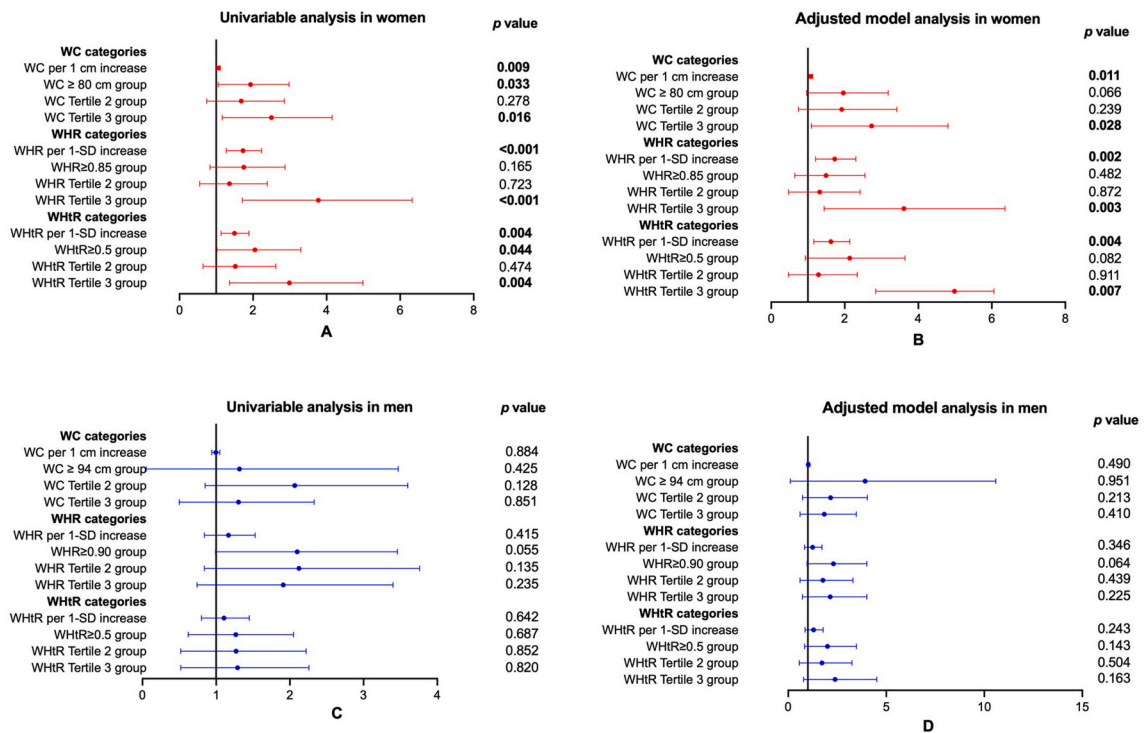 Univariable analysis in women
p value
WC categories
WC per 1 cm increase 0.009
WC ≥ 80 cm group 0.033
WC Tertile 2 group 0.278
WC Tertile 3 group 0.016
WHR categories
WHR per 1-SD increase <0.001
WHR≥0.85 group 0.165
WHR Tertile 2 group 0.723
WHR Tertile 3 group <0.001
WHtR categories
WHtR per 1-SD increase 0.004
WHtR≥0.5 group 0.044
WHtR Tertile 2 group 0.474
WHtR Tertile 3 group 0.004
0 2 4 6 8
A
Adjusted model analysis in women
p value
WC categories
WC per 1 cm increase 0.011
WC ≥ 80 cm group 0.066
WC Tertile 2 group 0.239
WC Tertile 3 group 0.028
WHR categories
WHR per 1-SD increase 0.002
WHR≥0.85 group 0.482
WHR Tertile 2 group 0.872
WHR Tertile 3 group 0.003
WHtR categories
WHtR per 1-SD increase 0.004
WHtR≥0.5 group 0.082
WHtR Tertile 2 group 0.911
WHtR Tertile 3 group 0.007
0 2 4 6 8
B
Univariable analysis in men
p value
WC categories
WC per 1 cm increase 0.884
WC ≥ 94 cm group 0.425
WC Tertile 2 group 0.128
WC Tertile 3 group 0.851
WHR categories
WHR per 1-SD increase 0.415
WHR≥0.90 group 0.055
WHR Tertile 2 group 0.135
WHR Tertile 3 group 0.235
WHtR categories
WHtR per 1-SD increase 0.642
WHtR≥0.5 group 0.687
WHtR Tertile 2 group 0.852
WHtR Tertile 3 group 0.820
0 1 2 3 4
C
Adjusted model analysis in men
p value
WC categories
WC per 1 cm increase 0.490
WC ≥ 94 cm group 0.951
WC Tertile 2 group 0.213
WC Tertile 3 group 0.410
WHR categories
WHR per 1-SD increase 0.346
WHR≥0.90 group 0.064
WHR Tertile 2 group 0.439
WHR Tertile 3 group 0.225
WHtR categories
WHtR per 1-SD increase 0.243
WHtR≥0.5 group 0.143
WHtR Tertile 2 group 0.504
WHtR Tertile 3 group 0.163
0 5 10 15
D